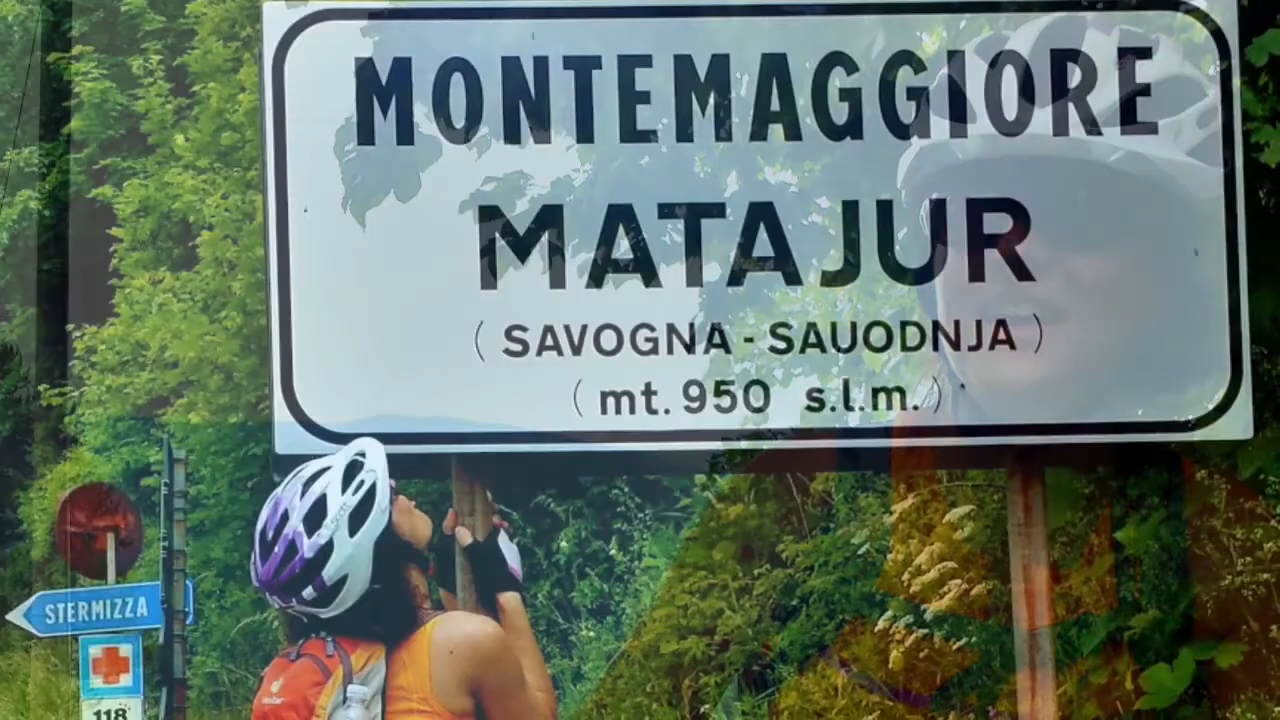 MONTEMAGGIORE
MATAJUR
( SAVOGNA - SAUODNJA )
( mt. 950 s.l.m. )
STERMIZZA
118